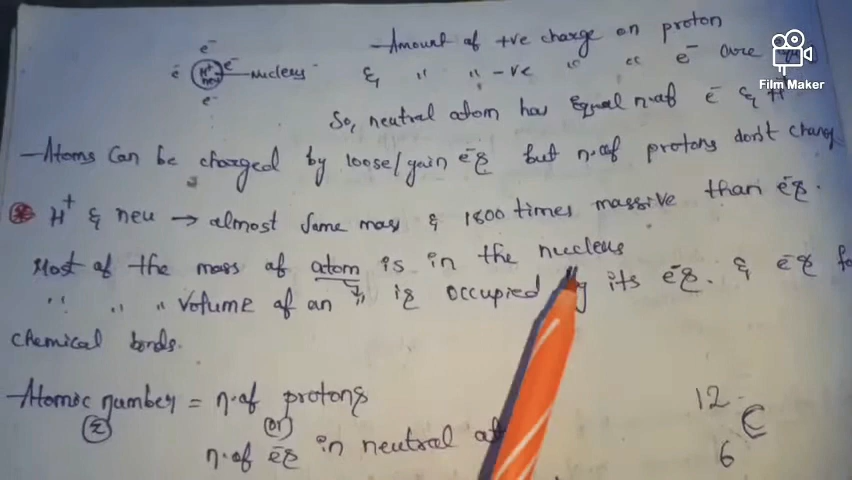 e⁻
e⁻ H⁺ neu e⁻ Nucleus
e⁻
- Amount of +ve charge on proton
& " " -ve " " e⁻ are
So, neutral atom has Equal n.of e⁻ & H⁺
Film Maker
- Atoms Can be charged by loose/gain e⁻s but n.of protons don't change
* H⁺ & neu → almost same mass & 1800 times massive than e⁻s.
Most of the mass of atom is in the nucleus
" " " Volume of an " is occupied by its e⁻s. & e⁻s
chemical bonds.
- Atomic number = n.of protons
(z) (or)
n.of e⁻s in neutral
12
C
6